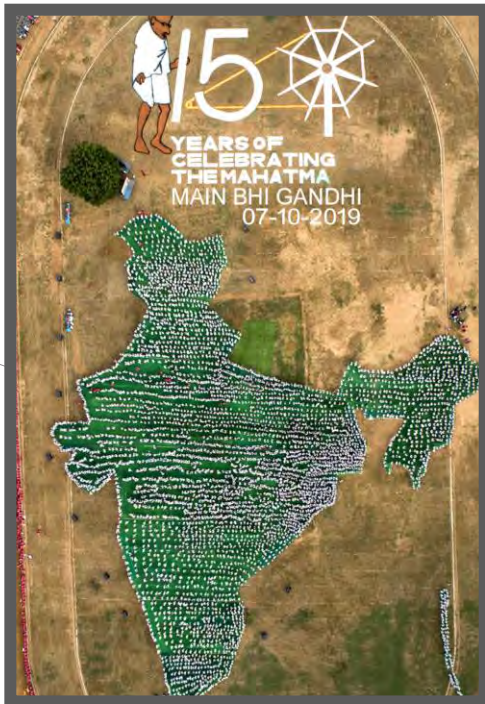 150
YEARS OF
CELEBRATING
THE MAHATMA
MAIN BHI GANDHI
07-10-2019